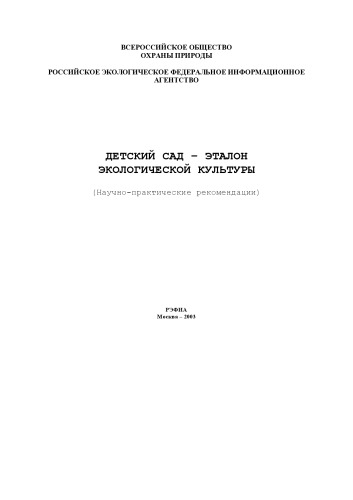 ВСЕРОССИЙСКОЕ ОБЩЕСТВО
ОХРАНЫ ПРИРОДЫ
РОССИЙСКОЕ ЭКОЛОГИЧЕСКОЕ ФЕДЕРАЛЬНОЕ ИНФОРМАЦИОННОЕ
АГЕНТСТВО
ДЕТСКИЙ САД – ЭТАЛОН
ЭКОЛОГИЧЕСКОЙ КУЛЬТУРЫ
(Научно-практические рекомендации)
РЭФИА
Москва – 2003